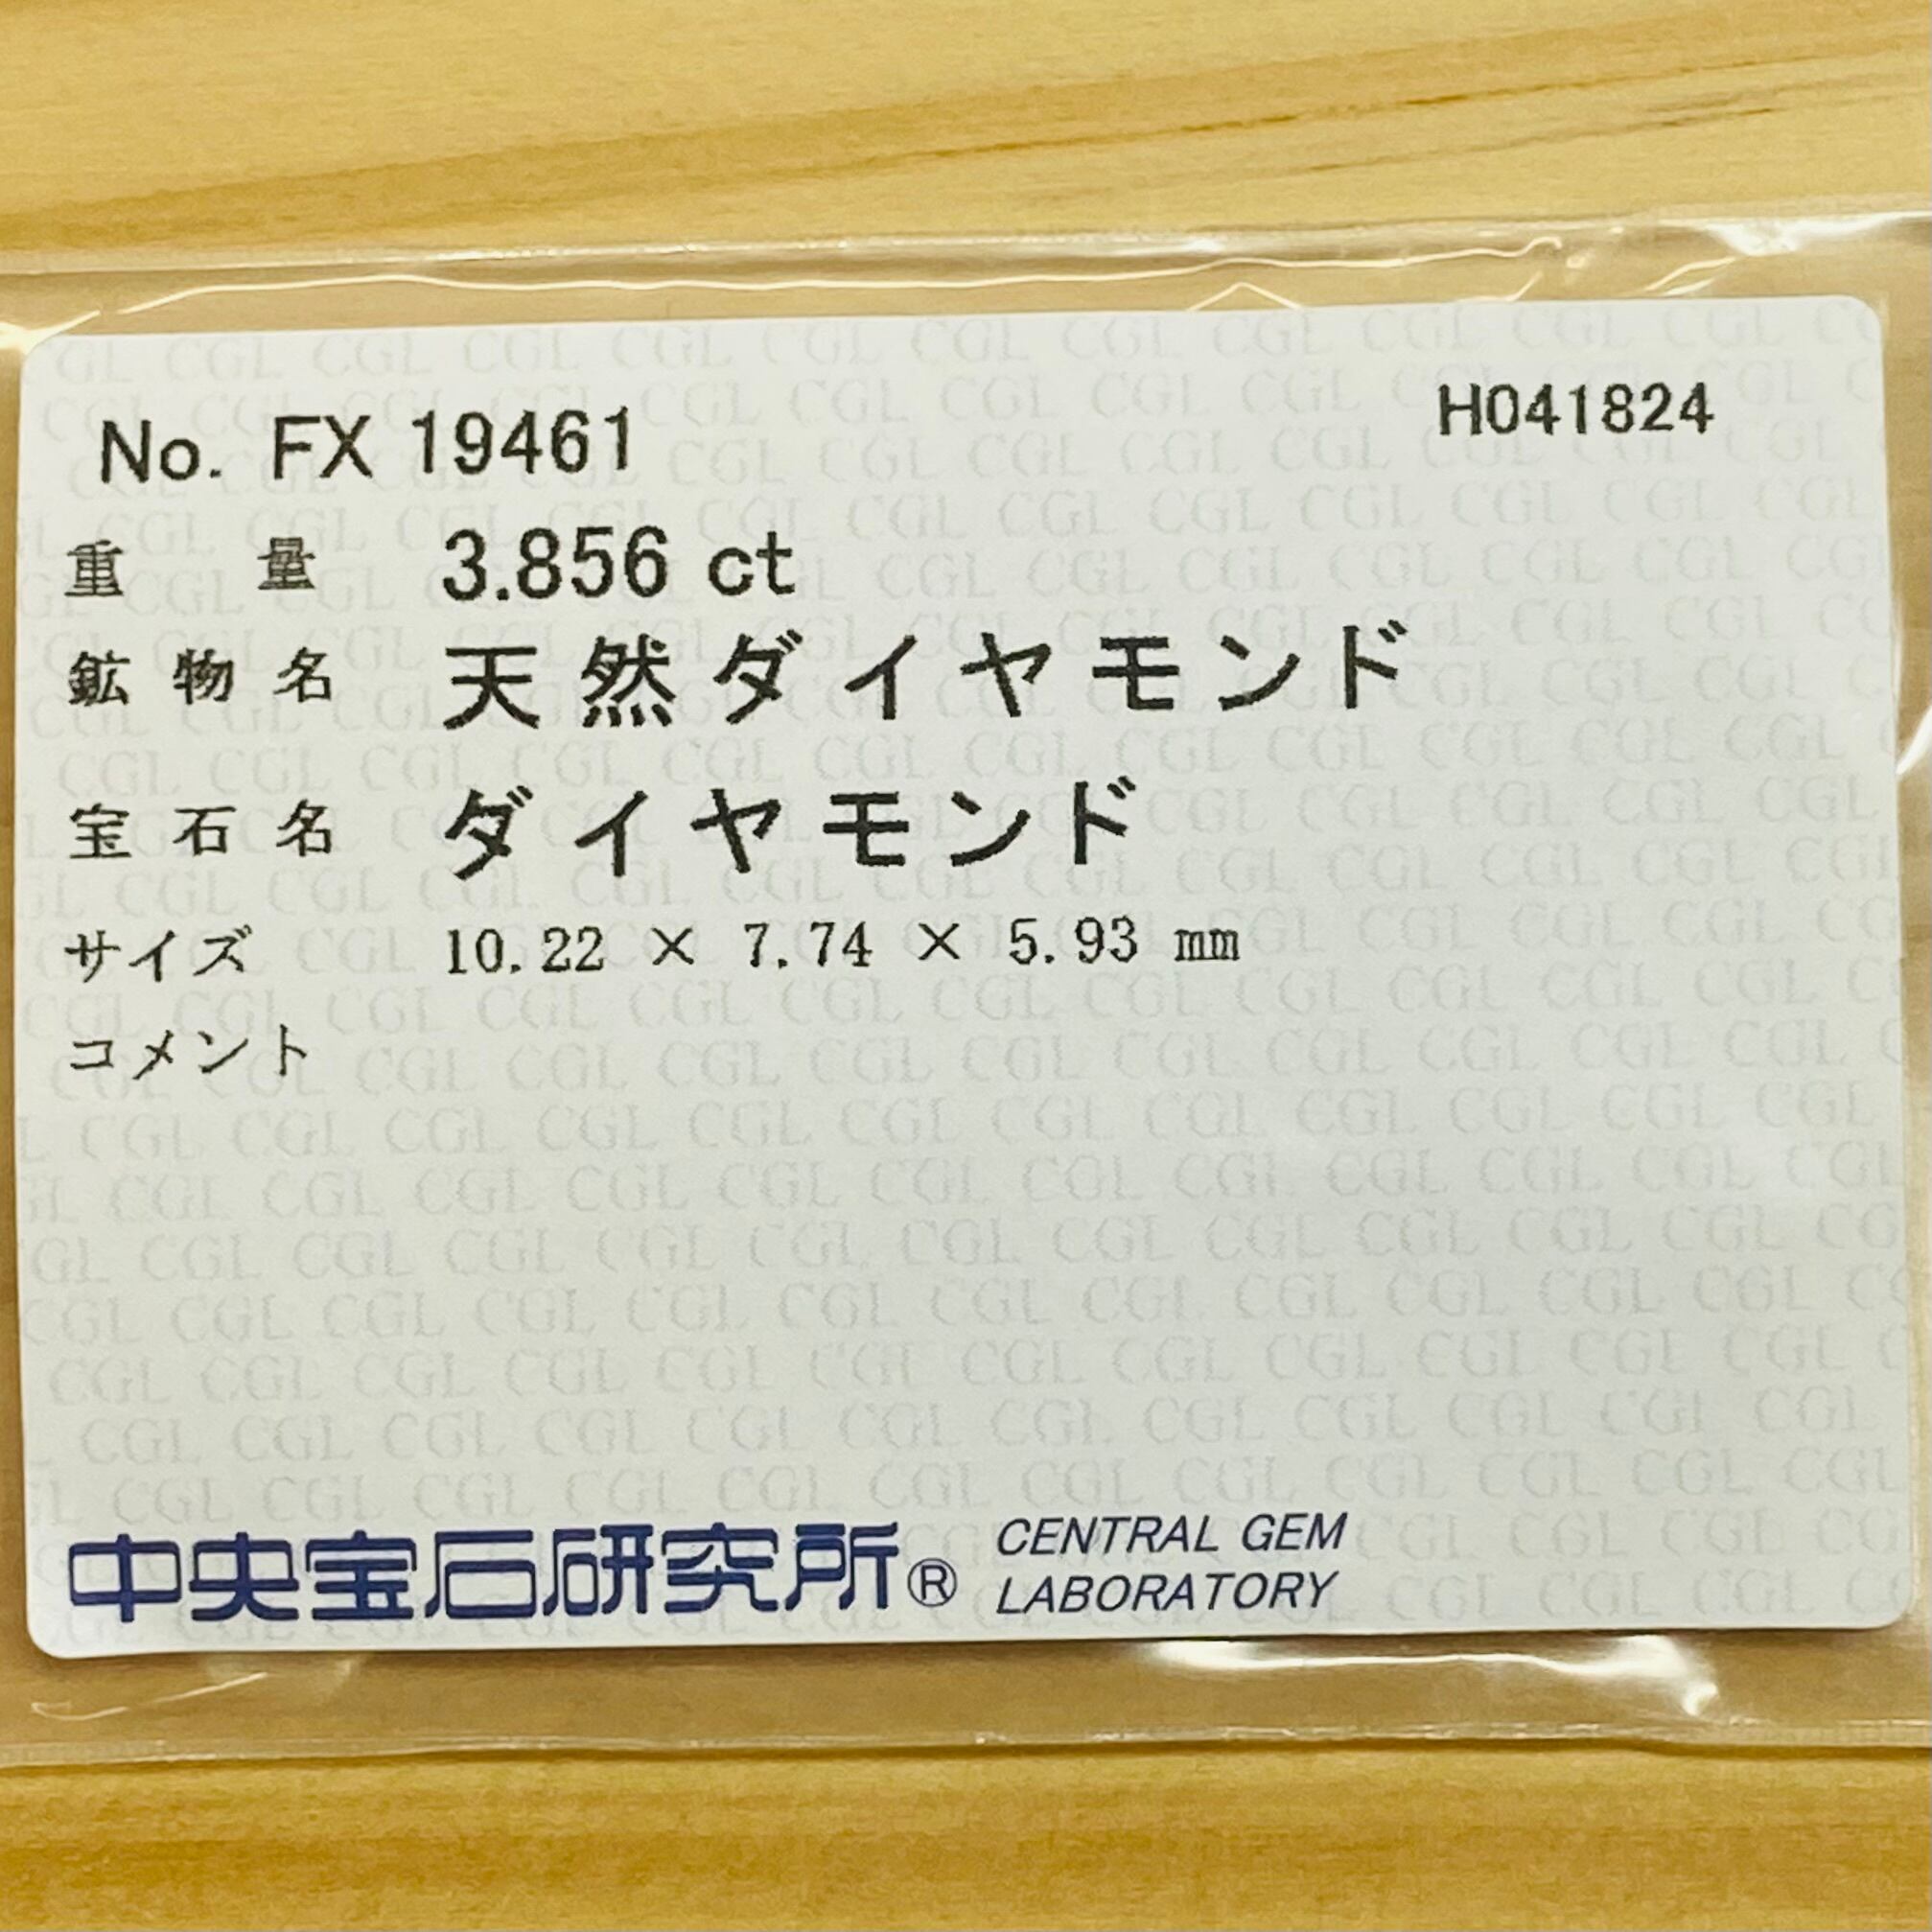 No. FX 19461
H041824
重量 3.856 ct
鉱物名 天然ダイヤモンド
宝石名 ダイヤモンド
サイズ 10.22 × 7.74 × 5.93 mm
コメント
中央宝石研究所® CENTRAL GEM
LABORATORY